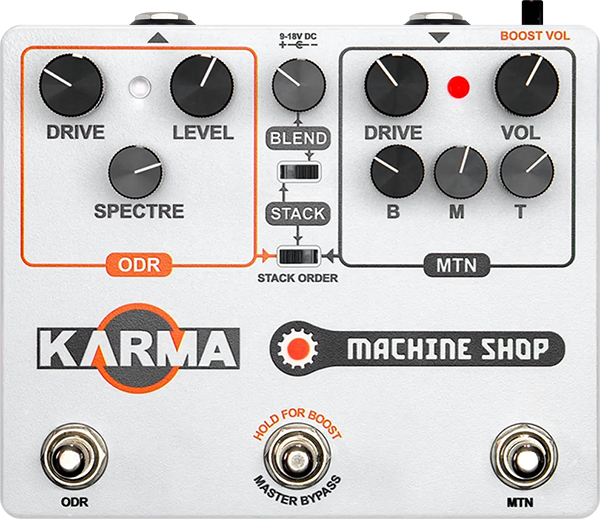 BOOST VOL
9-18V DC
+ -
DRIVE
LEVEL
SPECTRE
ODR
BLEND
STACK
STACK ORDER
DRIVE
VOL
B
M
T
MTN
KARMA
MACHINE SHOP
HOLD FOR BOOST
MASTER BYPASS
ODR
MTN